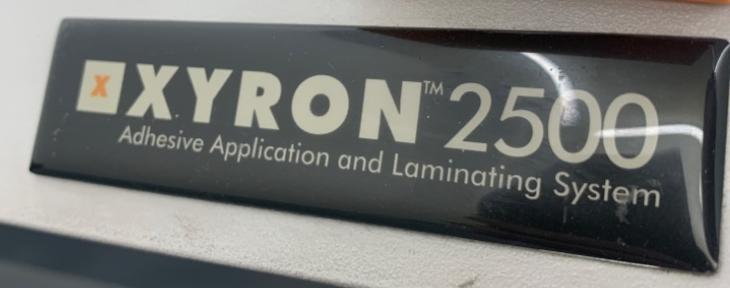 X XYRON™ 2500
Adhesive Application and Laminating System